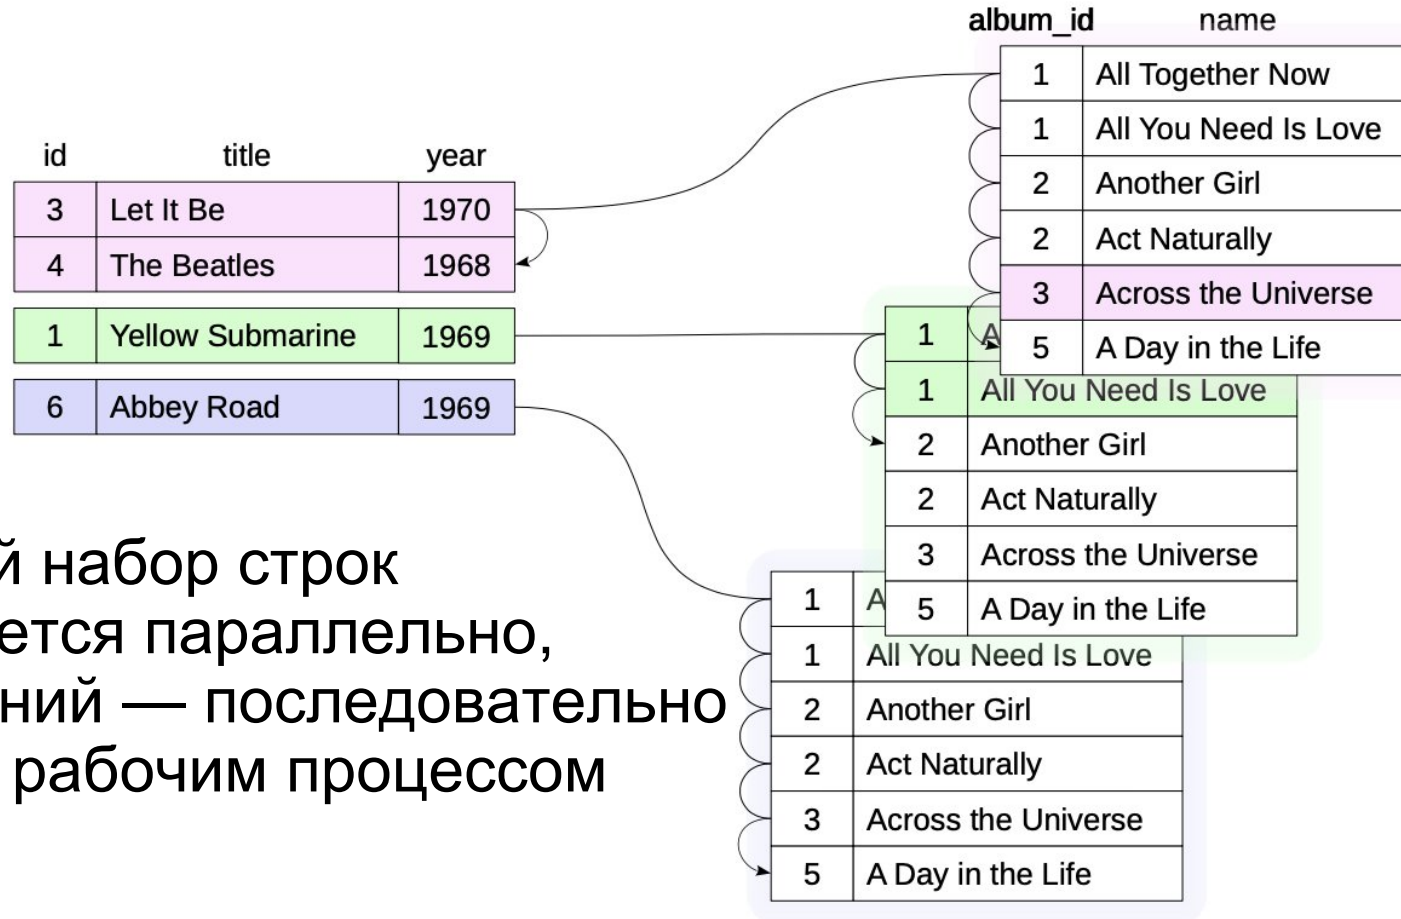 album_id name
1 All Together Now
1 All You Need Is Love
2 Another Girl
2 Act Naturally
3 Across the Universe
5 A Day in the Life
id title year
3 Let It Be 1970
4 The Beatles 1968
1 Yellow Submarine 1969
6 Abbey Road 1969
1 A
1 All You Need Is Love
2 Another Girl
2 Act Naturally
3 Across the Universe
5 A Day in the Life
1 A
1 All You Need Is Love
2 Another Girl
2 Act Naturally
3 Across the Universe
5 A Day in the Life
й набор строк
ется параллельно,
ний — последовательно
рабочим процессом